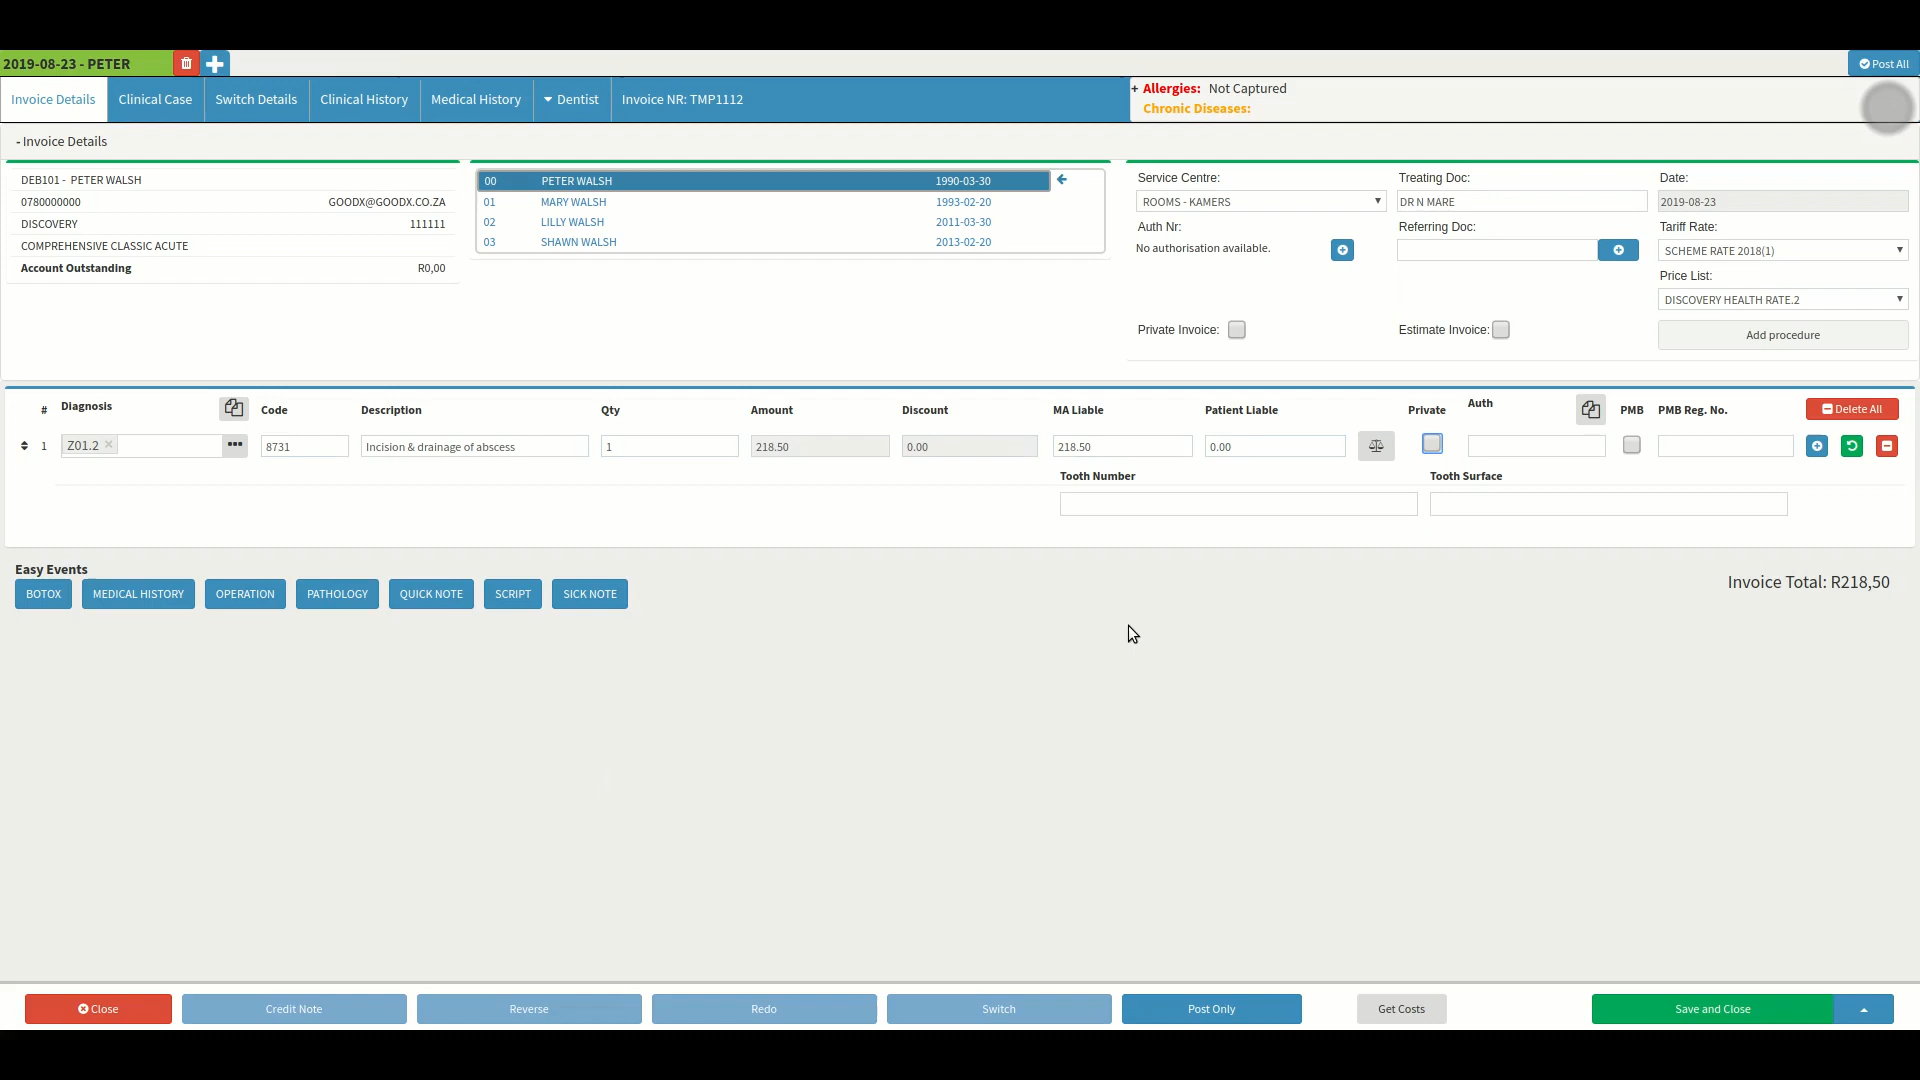 2019-08-23 - PETER
Post All
Invoice Details
Clinical Case
Switch Details
Clinical History
Medical History
Dentist
Invoice NR: TMP1112
+ Allergies: Not Captured
Chronic Diseases:
- Invoice Details
DEB101 - PETER WALSH
0780000000 GOODX@GOODX.CO.ZA
DISCOVERY 111111
COMPREHENSIVE CLASSIC ACUTE
Account Outstanding R0,00
00 PETER WALSH 1990-03-30
01 MARY WALSH 1993-02-20
02 LILLY WALSH 2011-03-30
03 SHAWN WALSH 2013-02-20
Service Centre: Treating Doc: Date:
ROOMS - KAMERS DR N MARE 2019-08-23
Auth Nr: Referring Doc: Tariff Rate:
No authorisation available. SCHEME RATE 2018(1)
Price List:
DISCOVERY HEALTH RATE.2
Private Invoice: Estimate Invoice: Add procedure
# Diagnosis Code Description Qty Amount Discount MA Liable Patient Liable Private Auth PMB PMB Reg. No. Delete All
1 Z01.2 × ••• 8731 Incision & drainage of abscess 1 218.50 0.00 218.50 0.00
Tooth Number Tooth Surface
Easy Events
BOTOX MEDICAL HISTORY OPERATION PATHOLOGY QUICK NOTE SCRIPT SICK NOTE
Invoice Total: R218,50
Close Credit Note Reverse Redo Switch Post Only Get Costs Save and Close